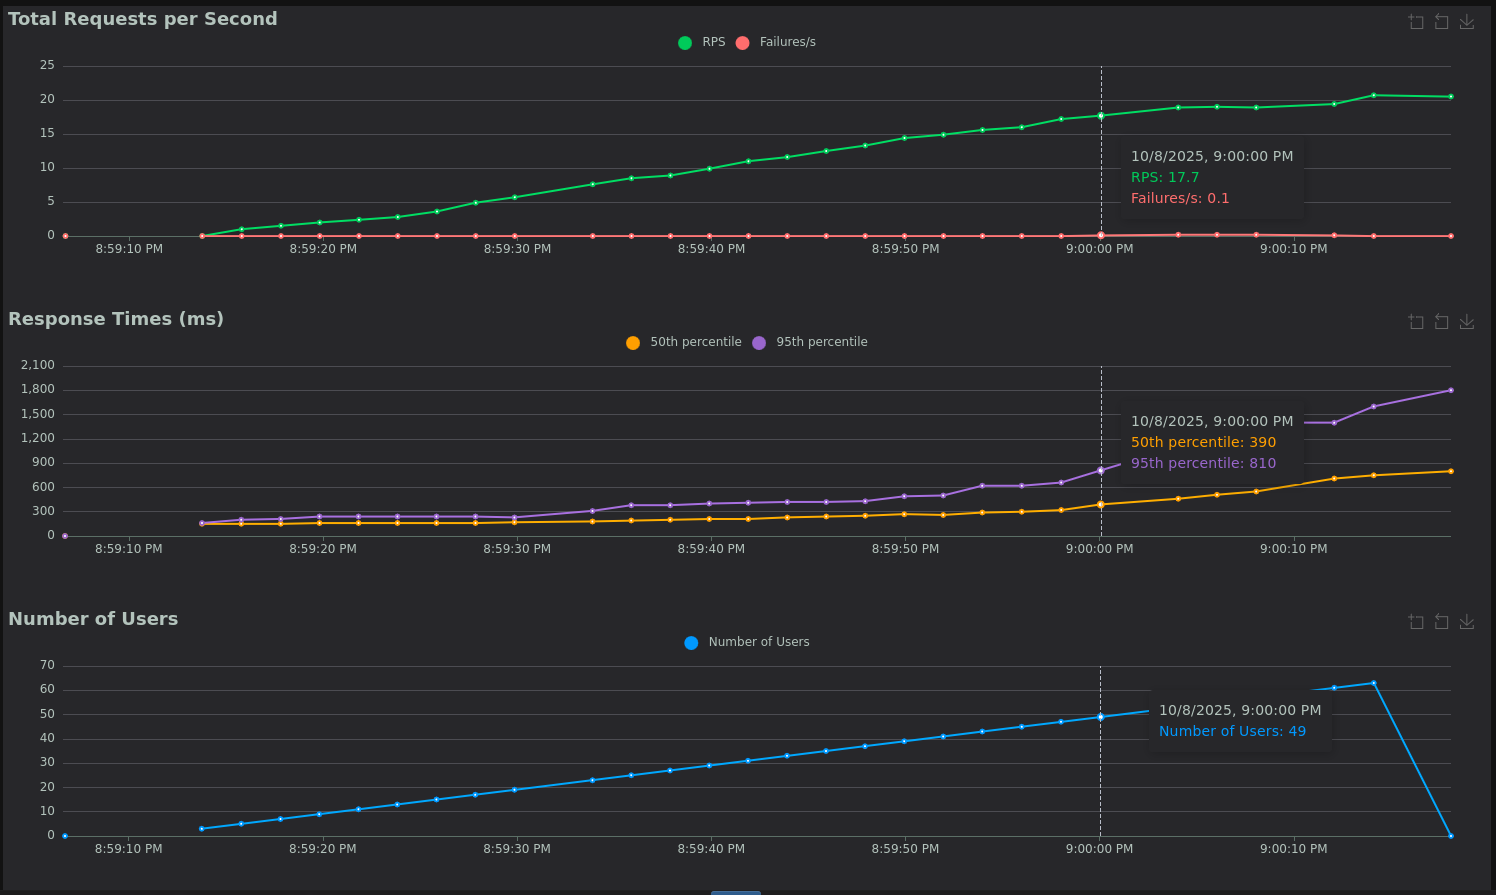 Total Requests per Second
RPS Failures/s
25
20
15
10
5
0
10/8/2025, 9:00:00 PM
RPS: 17.7
Failures/s: 0.1
8:59:10 PM 8:59:20 PM 8:59:30 PM 8:59:40 PM 8:59:50 PM 9:00:00 PM 9:00:10 PM
Response Times (ms)
50th percentile 95th percentile
2,100
1,800
1,500
1,200
900
600
300
0
10/8/2025, 9:00:00 PM
50th percentile: 390
95th percentile: 810
8:59:10 PM 8:59:20 PM 8:59:30 PM 8:59:40 PM 8:59:50 PM 9:00:00 PM 9:00:10 PM
Number of Users
Number of Users
70
60
50
40
30
20
10
0
10/8/2025, 9:00:00 PM
Number of Users: 49
8:59:10 PM 8:59:20 PM 8:59:30 PM 8:59:40 PM 8:59:50 PM 9:00:00 PM 9:00:10 PM